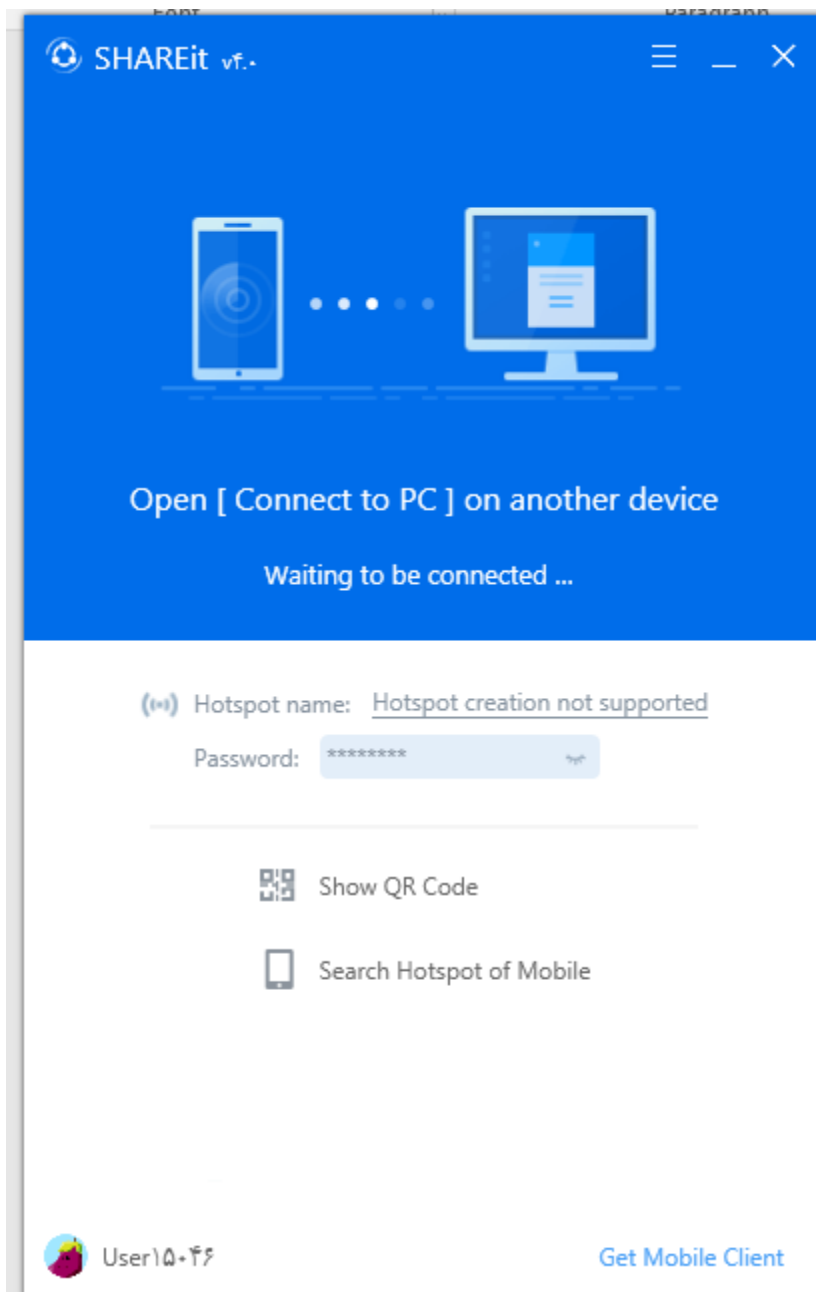 SHAREit v۴.۰
Open [ Connect to PC ] on another device
Waiting to be connected ...
Hotspot name: Hotspot creation not supported
Password: ********
Show QR Code
Search Hotspot of Mobile
User۱۵۰۴۶ Get Mobile Client